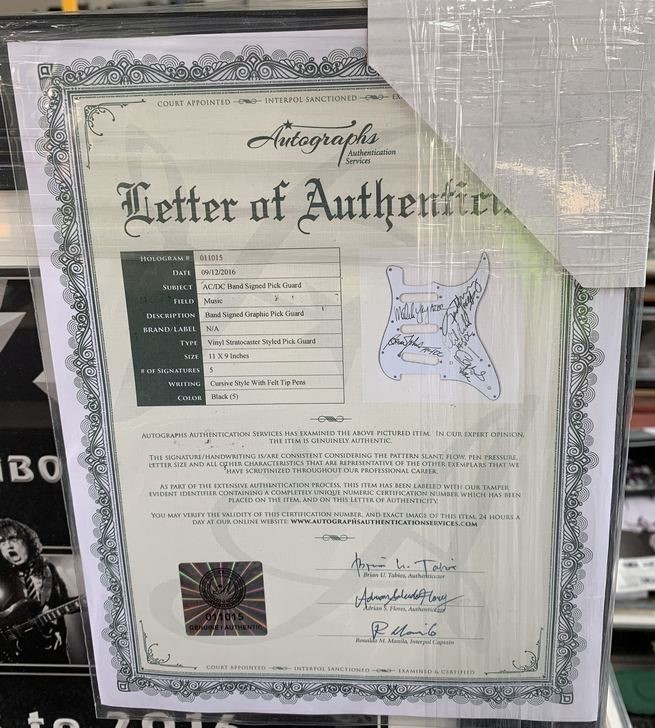 COURT APPOINTED INTERPOL SANCTIONED
Autographs
Authentication
Services
Letter of Authentic
HOLOGRAM # 011015
DATE 09/12/2016
SUBJECT AC/DC Band Signed Pick Guard
FIELD Music
DESCRIPTION Band Signed Graphic Pick Guard
BRAND/LABEL N/A
TYPE Vinyl Stratocaster Styled Pick Guard
SIZE 11 X 9 Inches
# OF SIGNATURES 5
WRITING Cursive Style With Felt Tip Pens
COLOR Black (5)
AUTOGRAPHS AUTHENTICATION SERVICES HAS EXAMINED THE ABOVE PICTURED ITEM. IN OUR EXPERT OPINION,
THE ITEM IS GENUINELY AUTHENTIC.
THE SIGNATURE/HANDWRITING IS/ARE CONSISTENT CONSIDERING THE PATTERN SLANT, FLOW, PEN PRESSURE,
LETTER SIZE AND ALL OTHER CHARACTERISTICS THAT ARE REPRESENTATIVE OF THE OTHER EXEMPLARS THAT WE
HAVE SCRUTINIZED THROUGHOUT OUR PROFESSIONAL CAREER.
AS PART OF THE EXTENSIVE AUTHENTICATION PROCESS, THIS ITEM HAS BEEN LABELED WITH OUR TAMPER
EVIDENT IDENTIFIER CONTAINING A COMPLETELY UNIQUE NUMERIC CERTIFICATION NUMBER WHICH HAS BEEN
PLACED ON THE ITEM, AND ON THIS LETTER OF AUTHENTICITY.
YOU MAY VERIFY THE VALIDITY OF THIS CERTIFICATION NUMBER, AND EXACT IMAGE OF THIS ITEM, 24 HOURS A
DAY AT OUR ONLINE WEBSITE: WWW.AUTOGRAPHSAUTHENTICATIONSERVICES.COM
Brian U. Tabios
Brian U. Tabios, Authenticator
Adrian S. Flores, Authenticator
R Manila
Ronaldo M. Manila, Interpol Captain
011015
GENUINE AUTHENTIC
COURT APPOINTED INTERPOL SANCTIONED EXAMINED & CERTIFIED
IBO
to 2016